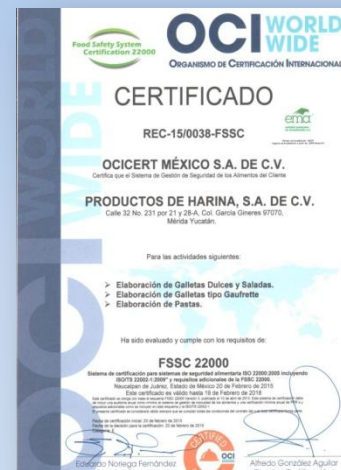 Food Safety System
Certification 22000
OCI WORLD
WIDE
ORGANISMO DE CERTIFICACIÓN INTERNACIONAL
CERTIFICADO
ema
REC-15/0038-FSSC
OCICERT MÉXICO S.A. DE C.V.
Certifica que el Sistema de Gestión de Seguridad de los Alimentos del Cliente
PRODUCTOS DE HARINA, S.A. DE C.V.
Calle 32 No. 231 por 21 y 28-A, Col. García Gineres 97070,
Mérida Yucatán.
Para las actividades siguientes:
➢ Elaboración de Galletas Dulces y Saladas.
➢ Elaboración de Galletas tipo Gaufrette
➢ Elaboración de Pastas.
Ha sido evaluado y cumple con los requisitos de:
FSSC 22000
Sistema de certificación para sistemas de seguridad alimentaria ISO 22000:2005 incluyendo
ISO/TS 22002-1:2009" y requisitos adicionales de la FSSC 22000.
Naucalpan de Juárez, Estado de México 20 de Febrero de 2015
Este certificado es válido hasta 19 de Febrero de 2018
Eduardo Noriega Fernández
CERTIFIED
OCI
Alfredo González Aguilar
OCI WORLD
WIDE